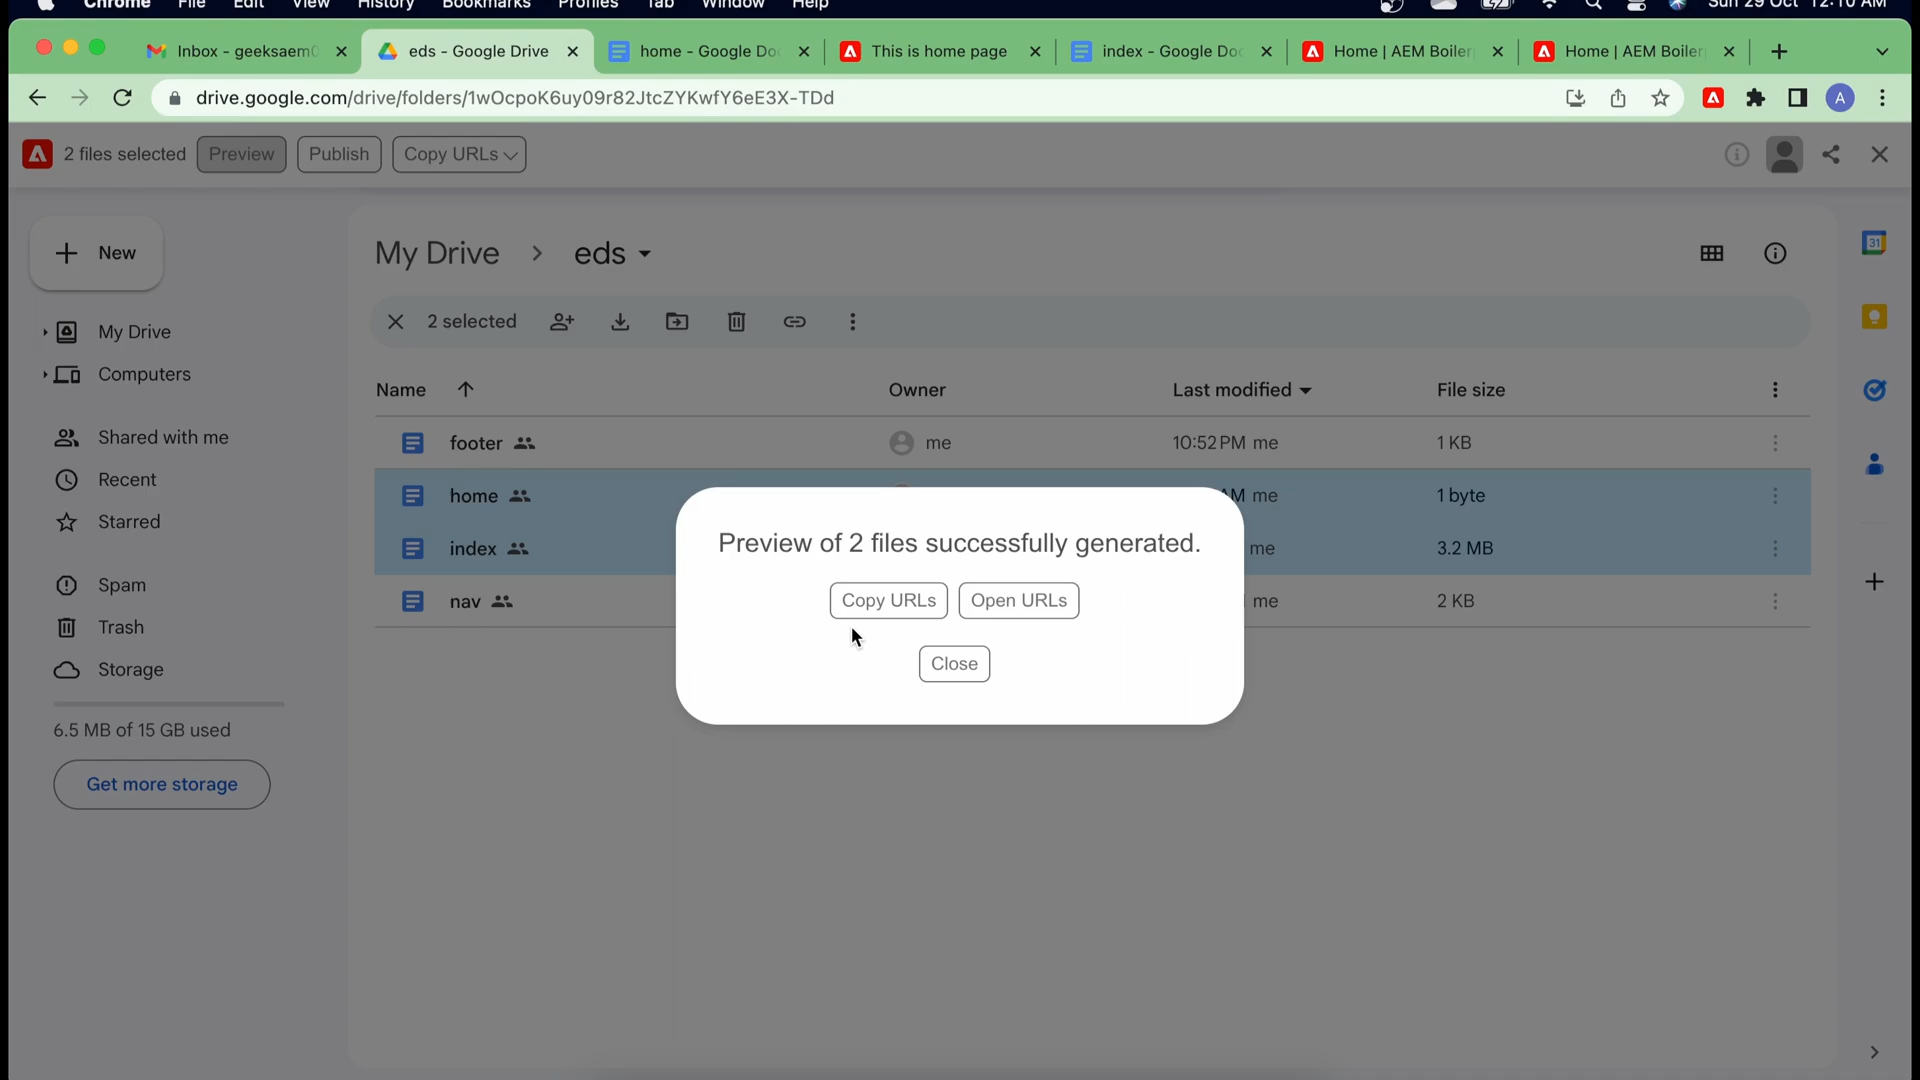 Chrome File Edit View History Bookmarks Profiles Tab Window Help Sun 29 Oct 12:10 AM
Inbox - geeksaem eds - Google Drive home - Google Do This is home page index - Google Do Home | AEM Boiler Home | AEM Boiler
drive.google.com/drive/folders/1wOcpoK6uy09r82JtcZYKwfY6eE3X-TDd A
2 files selected Preview Publish Copy URLs
New
My Drive > eds
My Drive
Computers
Shared with me
Recent
Starred
Spam
Trash
Storage
6.5 MB of 15 GB used
Get more storage
2 selected
Name Owner Last modified File size
footer me 10:52 PM me 1 KB
home AM me 1 byte
index me 3.2 MB
nav me 2 KB
Preview of 2 files successfully generated.
Copy URLs Open URLs
Close
31